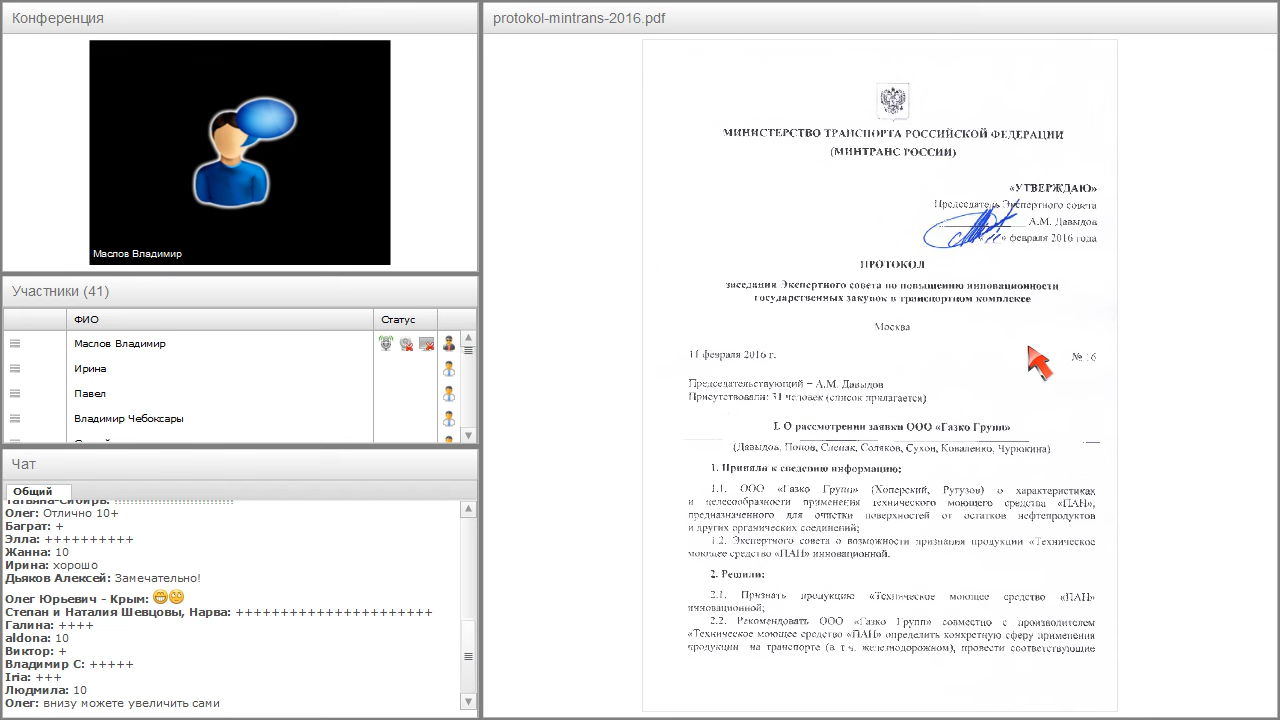 Конференция
Маслов Владимир
Участники (41)
ФИО
Статус
Маслов Владимир
Ирина
Павел
Владимир Чебоксары
Чат
Общий
Татьяна-Сибирь:
Олег: Отлично 10+
Баграт: +
Элла: ++++++++++
Жанна: 10
Ирина: хорошо
Дьяков Алексей: Замечательно!
Олег Юрьевич - Крым:
Степан и Наталия Шевцовы, Нарва: ++++++++++++++++++++++
Галина: ++++
aldona: 10
Виктор: +
Владимир С: +++++
Iria: +++
Людмила: 10
Олег: внизу можете увеличить сами
protokol-mintrans-2016.pdf
МИНИСТЕРСТВО ТРАНСПОРТА РОССИЙСКОЙ ФЕДЕРАЦИИ
(МИНТРАНС РОССИИ)
«УТВЕРЖДАЮ»
Председатель Экспертного совета
А.М. Давыдов
февраля 2016 года
ПРОТОКОЛ
заседания Экспертного совета по повышению инновационности
государственных закупок в транспортном комплексе
Москва
11 февраля 2016 г.
№ 16
Председательствующий – А.М. Давыдов
Присутствовали: 31 человек (список прилагается)
I. О рассмотрении заявки ООО «Газко Групп»
(Давыдов, Попов, Слепак, Соляков, Сухов, Коваленко, Чурюкина)
1. Приняли к сведению информацию:
1.1. ООО «Газко Групп» (Хоперский, Ругузов) о характеристиках
и целесообразности применения технического моющего средства «ПАН»,
предназначенного для очистки поверхностей от остатков нефтепродуктов
и других органических соединений;
1.2. Экспертного совета о возможности признания продукции «Техническое
моющее средство «ПАН» инновационной.
2. Решили:
2.1. Признать продукцию «Техническое моющее средство «ПАН»
инновационной;
2.2. Рекомендовать ООО «Газко Групп» совместно с производителем
«Техническое моющее средство «ПАН» определить конкретную сферу применения
продукции на транспорте (в т.ч. железнодорожном), провести соответствующие